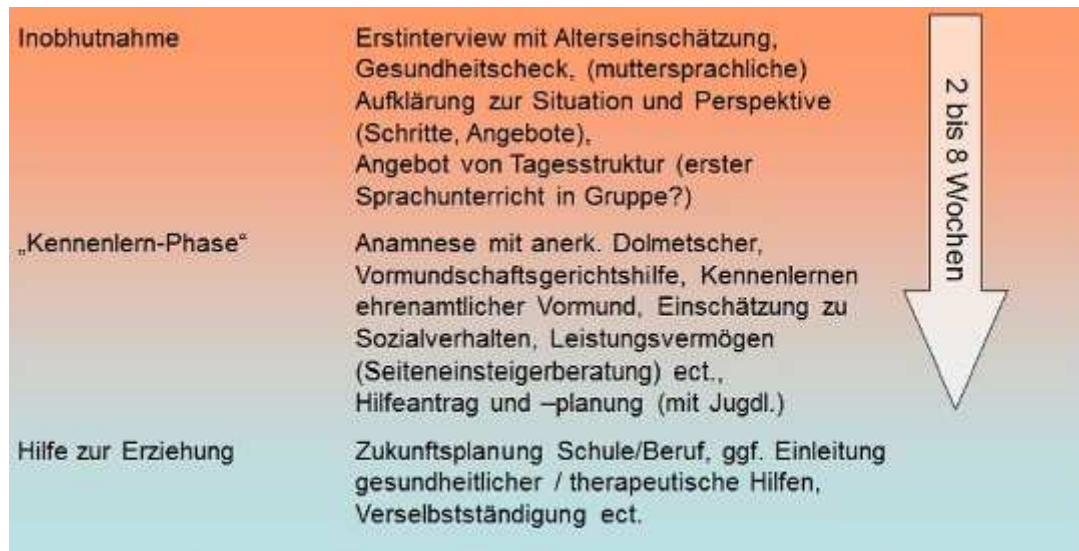 Inobhutnahme Erstinterview mit Alterseinschätzung,
Gesundheitscheck, (muttersprachliche)
Aufklärung zur Situation und Perspektive
(Schritte, Angebote),
Angebot von Tagesstruktur (erster
Sprachunterricht in Gruppe?)
„Kennenlern-Phase“ Anamnese mit anerk. Dolmetscher,
Vormundschaftsgerichtshilfe, Kennenlernen
ehrenamtlicher Vormund, Einschätzung zu
Sozialverhalten, Leistungsvermögen
(Seiteneinsteigerberatung) ect.,
Hilfeantrag und –planung (mit Jugdl.)
Hilfe zur Erziehung Zukunftsplanung Schule/Beruf, ggf. Einleitung
gesundheitlicher / therapeutische Hilfen,
Verselbstständigung ect.
2 bis 8 Wochen